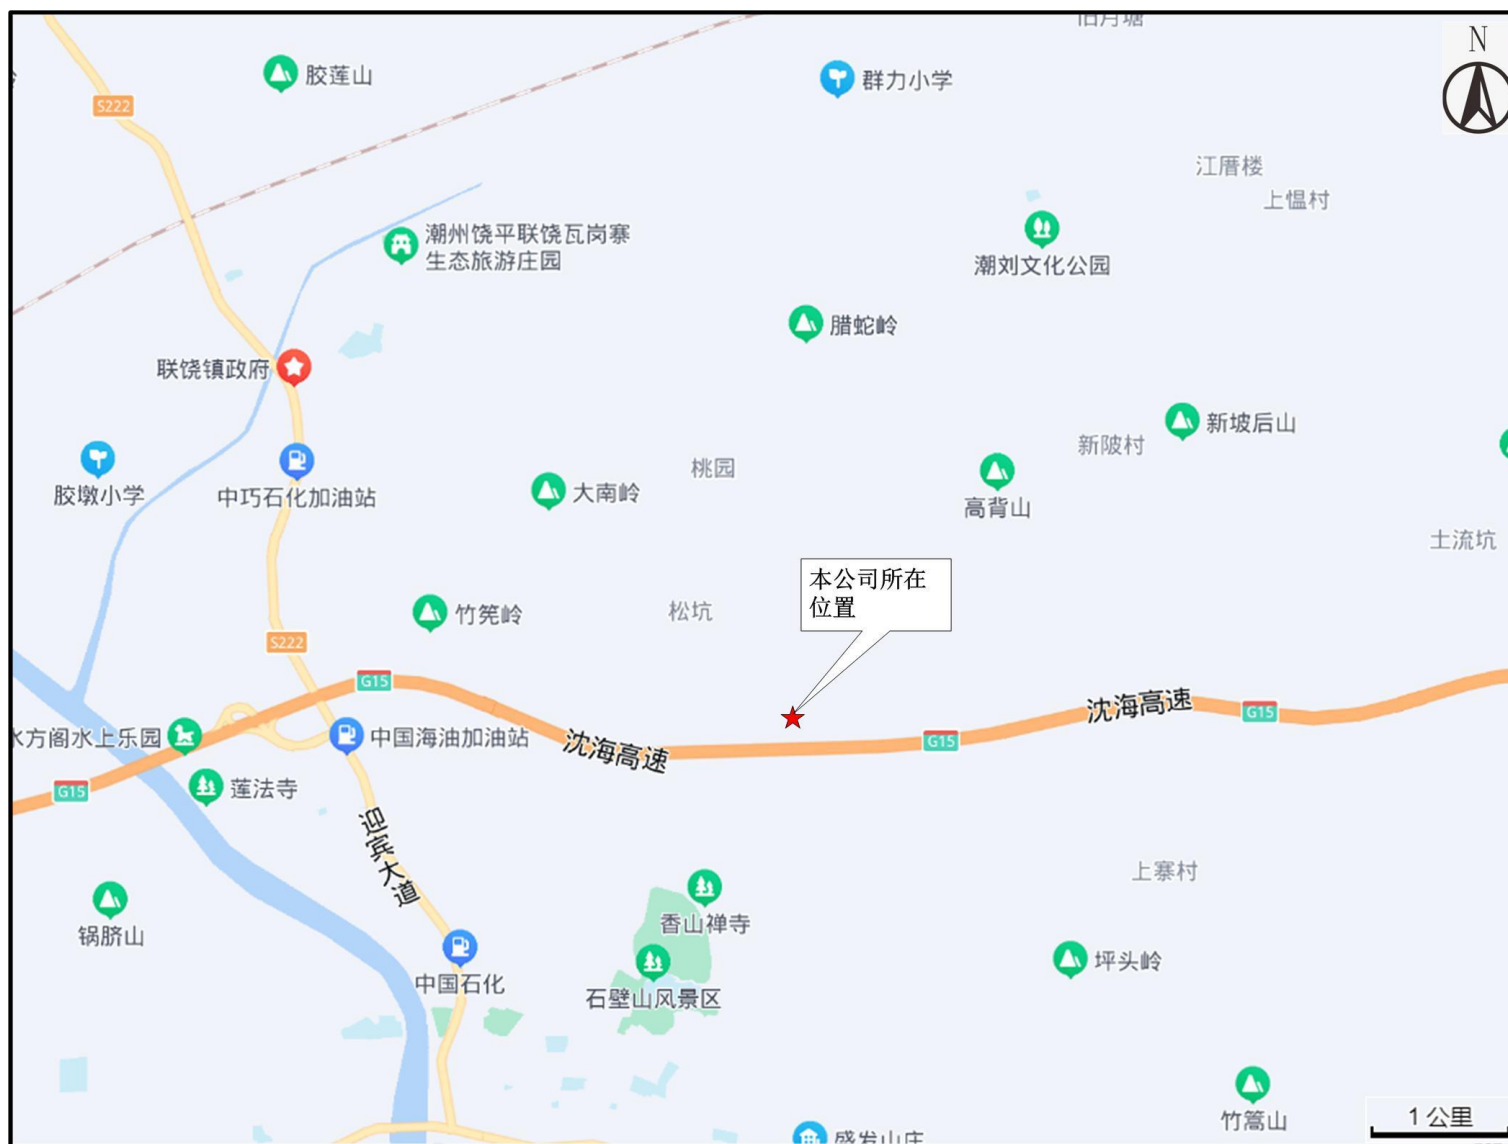 N
胶莲山
群力小学
S222
江厝楼
上愠村
潮州饶平联饶瓦岗寨
生态旅游庄园
潮刘文化公园
腊蛇岭
联饶镇政府
新坡后山
新陂村
桃园
大南岭
高背山
胶墩小学
中巧石化加油站
土流坑
本公司所在
位置
松坑
竹篼岭
S222
G15
沈海高速
G15
水方阁水上乐园
中国海油加油站
沈海高速
G15
G15
莲法寺
迎宾大道
上寨村
香山禅寺
锅脐山
坪头岭
中国石化
石壁山风景区
竹篙山
1 公里
盛发山庄